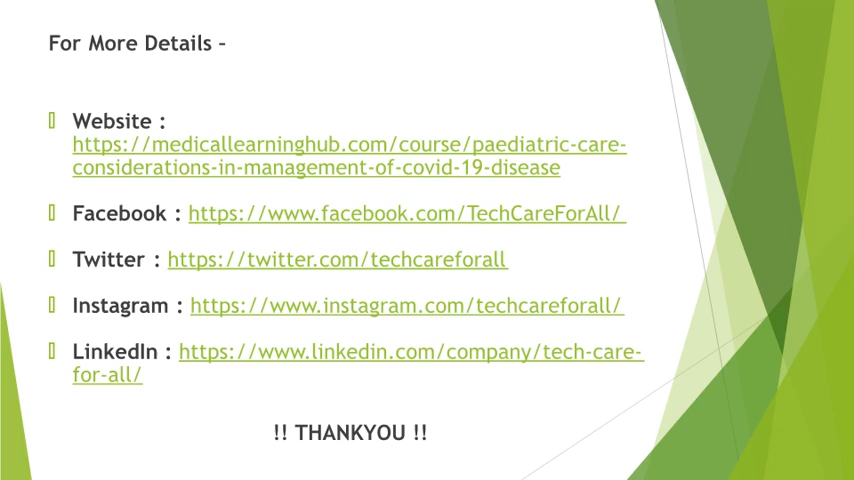 For More Details –
Website :
https://medicallearninghub.com/course/paediatric-care-
considerations-in-management-of-covid-19-disease
Facebook : https://www.facebook.com/TechCareForAll/
Twitter : https://twitter.com/techcareforall
Instagram : https://www.instagram.com/techcareforall/
LinkedIn : https://www.linkedin.com/company/tech-care-
for-all/
!! THANKYOU !!